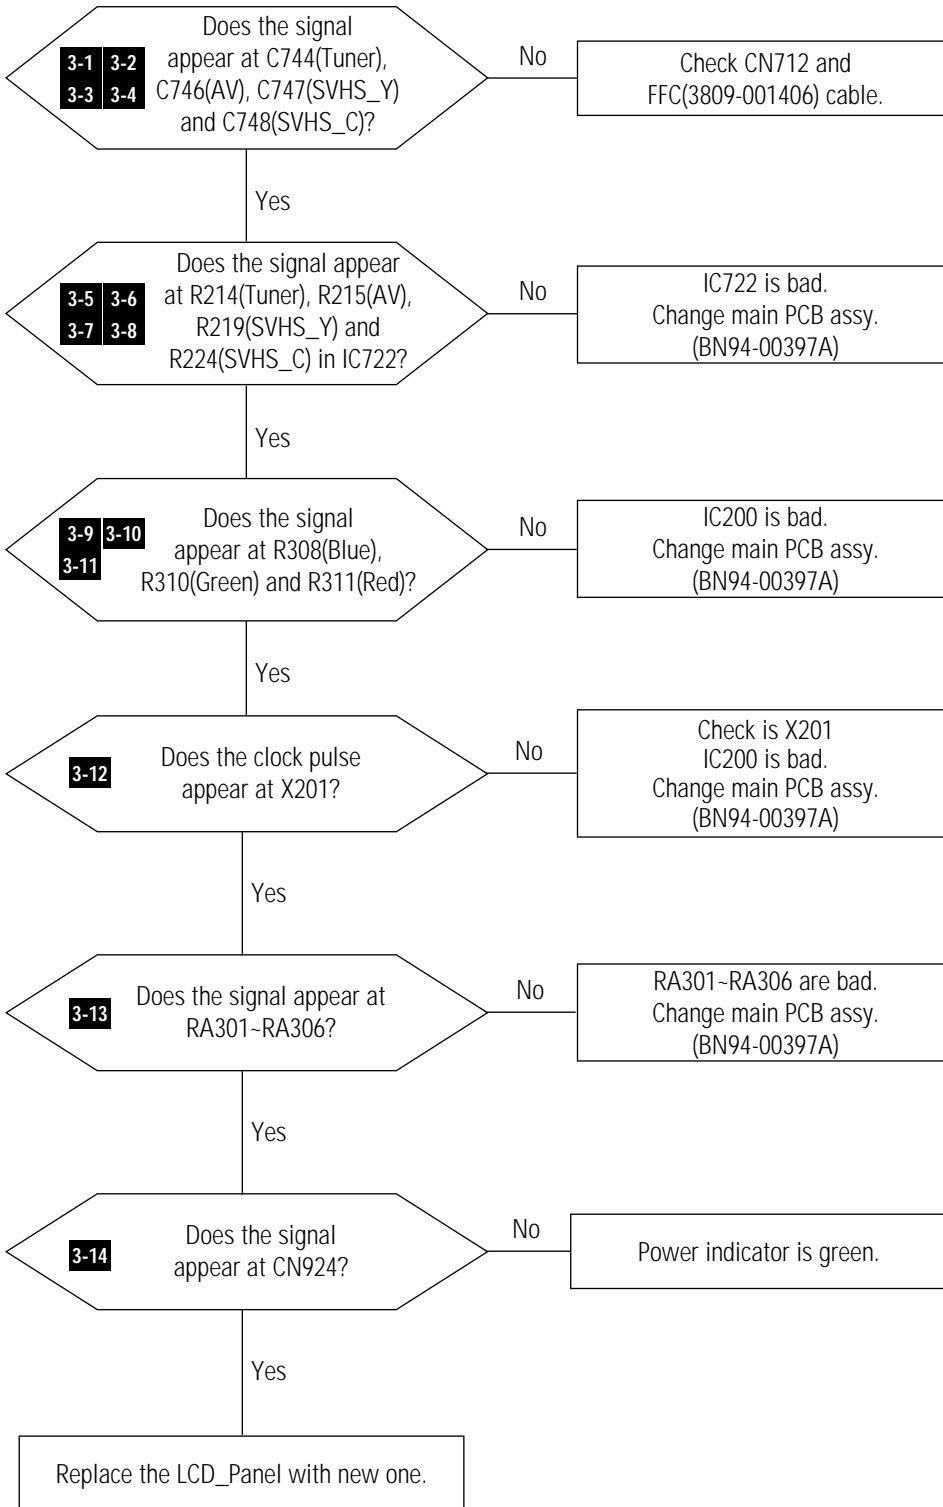 3-1 3-2
3-3 3-4
Does the signal
appear at C744(Tuner),
C746(AV), C747(SVHS_Y)
and C748(SVHS_C)?
No
Check CN712 and
FFC(3809-001406) cable.
Yes
3-5 3-6
3-7 3-8
Does the signal appear
at R214(Tuner), R215(AV),
R219(SVHS_Y) and
R224(SVHS_C) in IC722?
No
IC722 is bad.
Change main PCB assy.
(BN94-00397A)
Yes
3-9 3-10
3-11
Does the signal
appear at R308(Blue),
R310(Green) and R311(Red)?
No
IC200 is bad.
Change main PCB assy.
(BN94-00397A)
Yes
3-12
Does the clock pulse
appear at X201?
No
Check is X201
IC200 is bad.
Change main PCB assy.
(BN94-00397A)
Yes
3-13
Does the signal appear at
RA301~RA306?
No
RA301~RA306 are bad.
Change main PCB assy.
(BN94-00397A)
Yes
3-14
Does the signal
appear at CN924?
No
Power indicator is green.
Yes
Replace the LCD_Panel with new one.